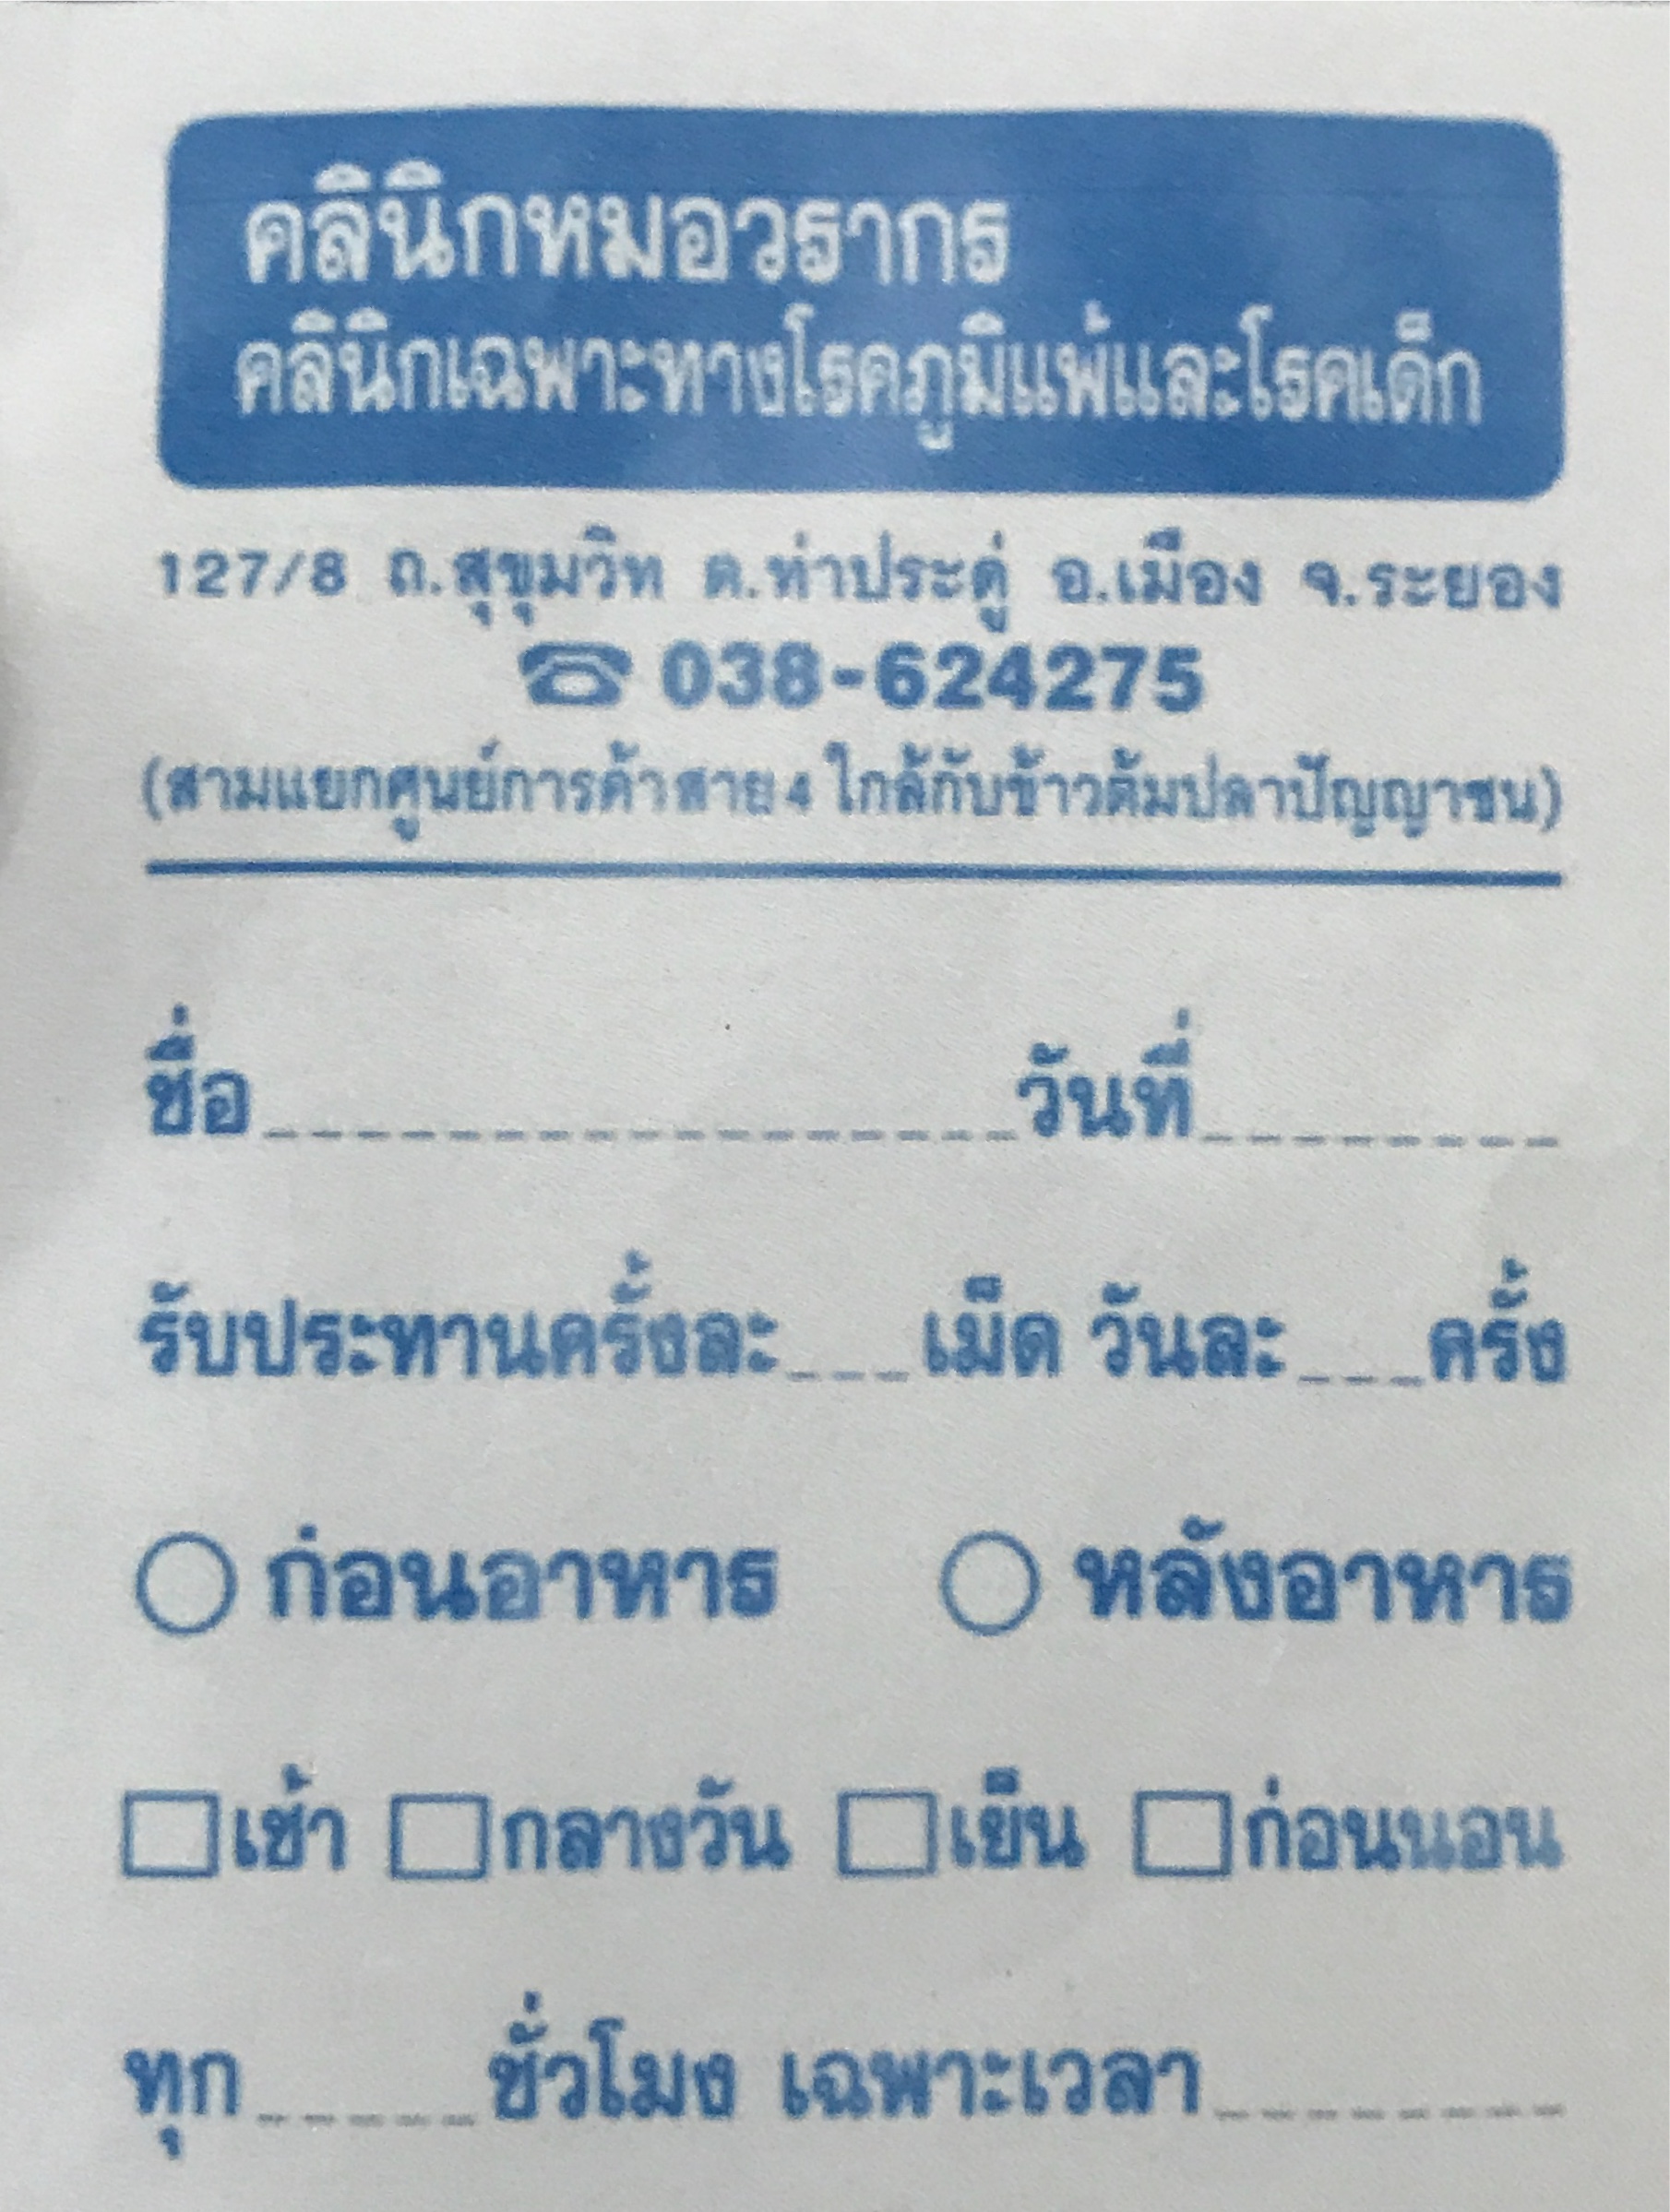 คลินิกหมอวรากร
คลินิกเฉพาะทางโรคภูมิแพ้และโรคเด็ก
127/8 ถ.สุขุมวิท ต.ท่าประดู่ อ.เมือง จ.ระยอง
☎ 038-624275
(สามแยกศูนย์การค้าสาย 4 ใกล้กับข้าวต้มปลาปัญญาชน)
ชื่อ_________________วันที่________
รับประทานครั้งละ___เม็ด วันละ___ครั้ง
○ ก่อนอาหาร ○ หลังอาหาร
□ เช้า □ กลางวัน □ เย็น □ ก่อนนอน
ทุก_____ชั่วโมง เฉพาะเวลา________